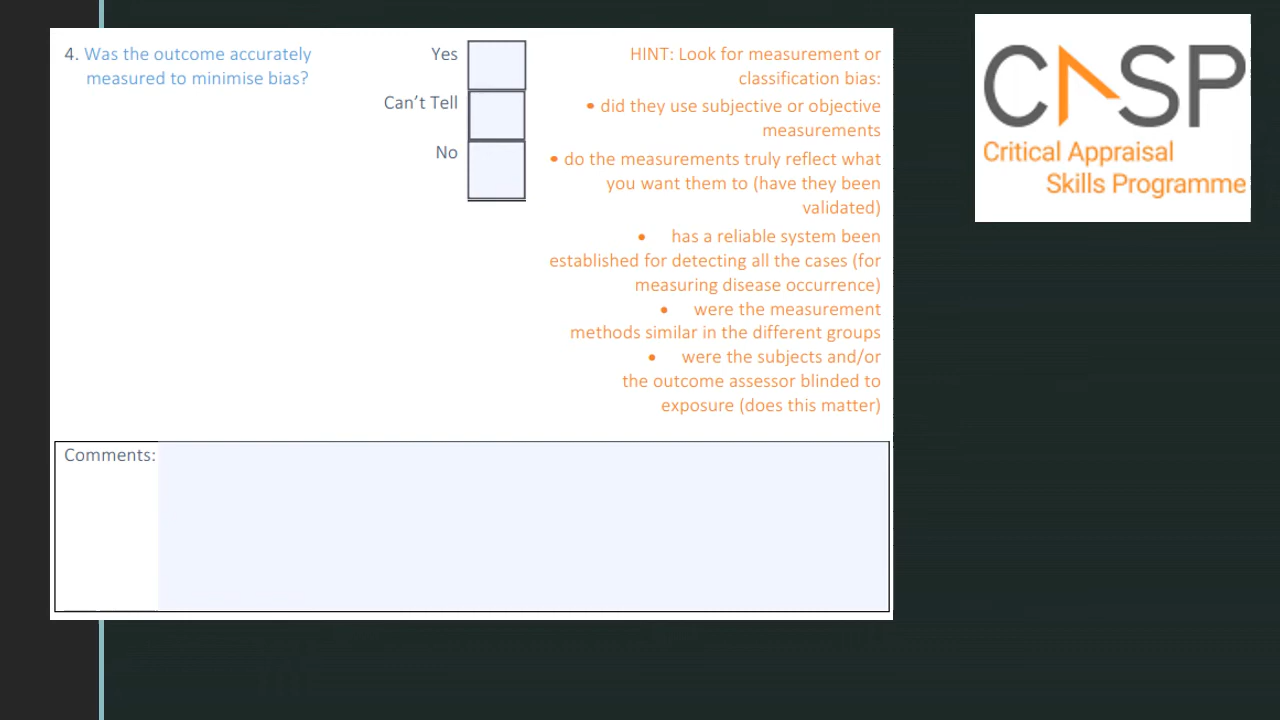 4. Was the outcome accurately
measured to minimise bias?
Yes
Can't Tell
No
HINT: Look for measurement or
classification bias:
• did they use subjective or objective
measurements
• do the measurements truly reflect what
you want them to (have they been
validated)
• has a reliable system been
established for detecting all the cases (for
measuring disease occurrence)
• were the measurement
methods similar in the different groups
• were the subjects and/or
the outcome assessor blinded to
exposure (does this matter)
Comments:
CASP
Critical Appraisal
Skills Programme